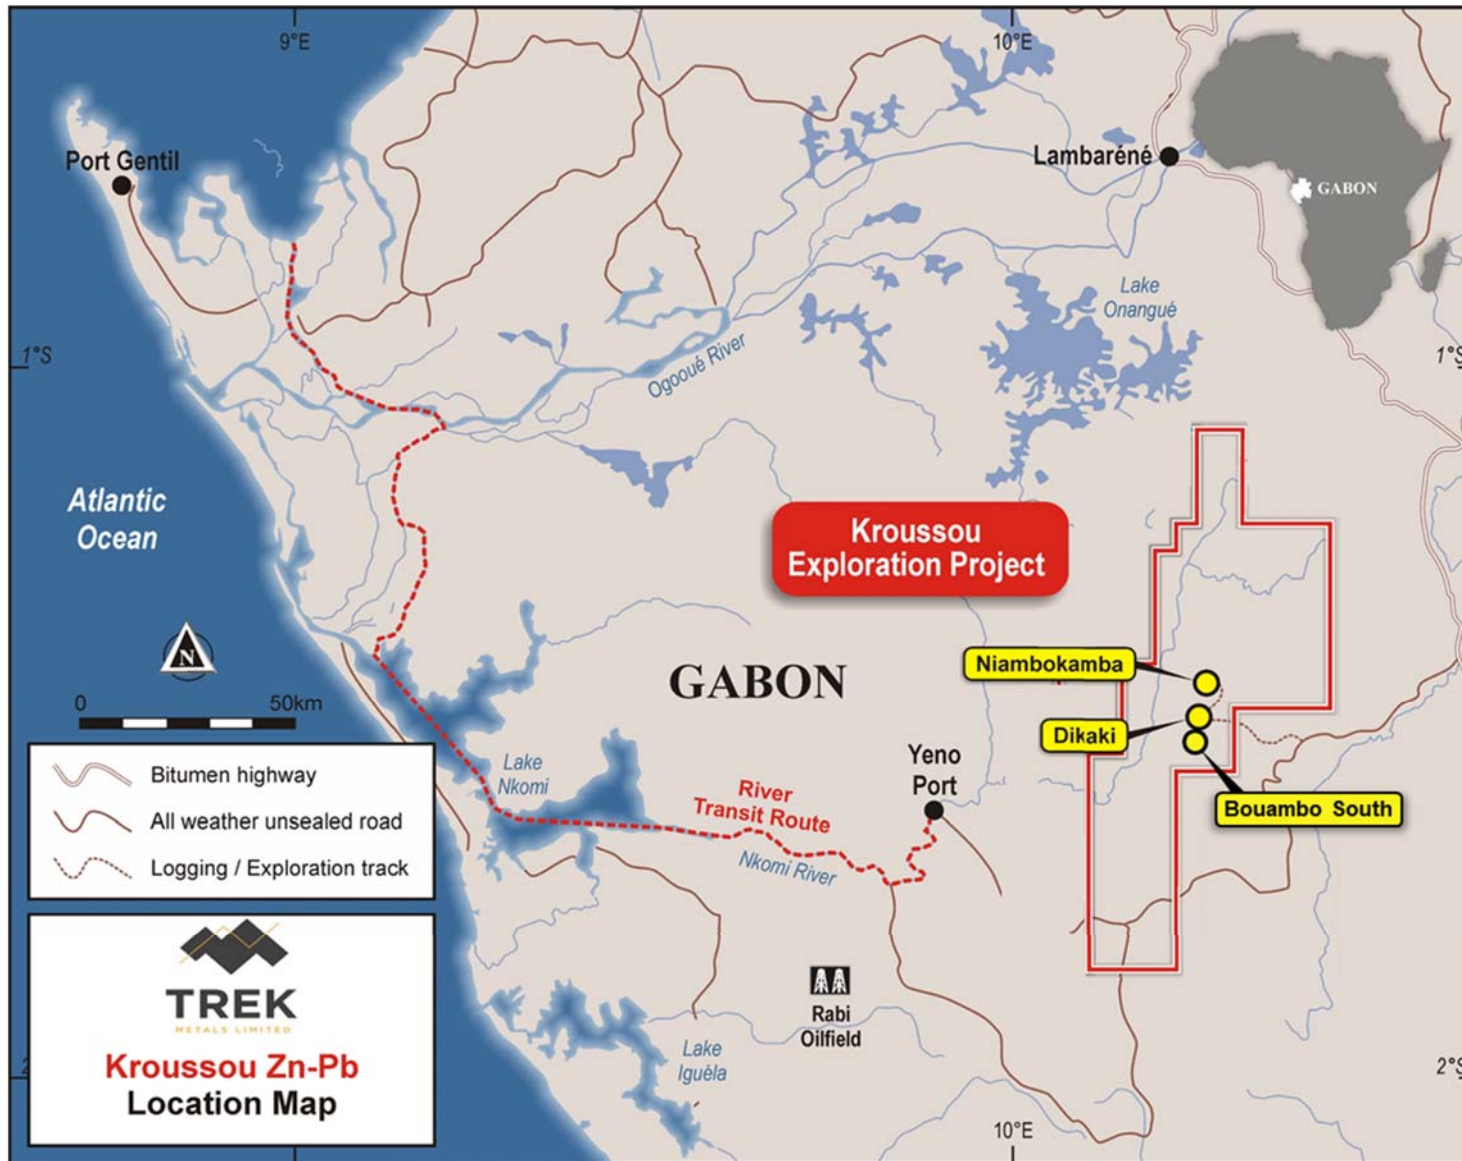 9°E
10°E
Port Gentil
Lambaréné
GABON
Lake
Onangué
1°S
1°S
Ogooué River
Atlantic
Ocean
Kroussou
Exploration Project
N
0
50km
GABON
Niambokamba
Dikaki
Bouambo South
Yeno
Port
Lake
Nkomi
River
Transit Route
Nkomi River
Bitumen highway
All weather unsealed road
Logging / Exploration track
TREK
METALS LIMITED
Kroussou Zn-Pb
Location Map
Rabi
Oilfield
Lake
Iguéla
2
2°S
10°E